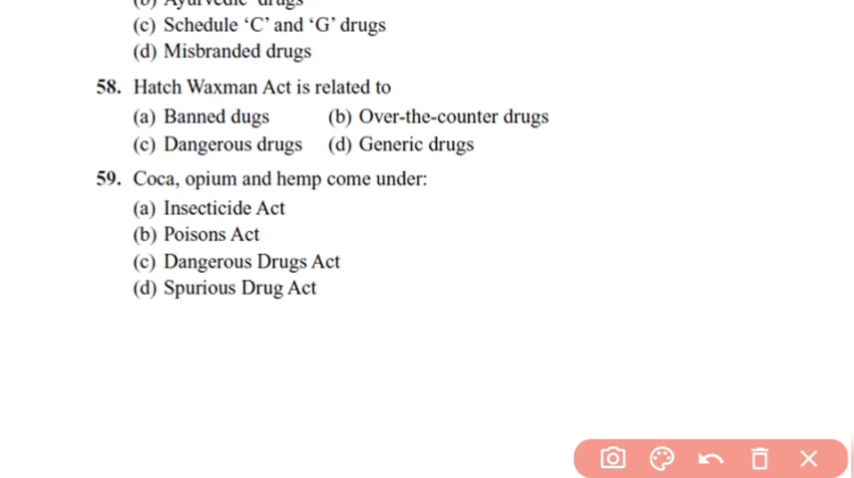 (b) Ayurvedic drugs
(c) Schedule ‘C’ and ‘G’ drugs
(d) Misbranded drugs
58. Hatch Waxman Act is related to
(a) Banned dugs (b) Over-the-counter drugs
(c) Dangerous drugs (d) Generic drugs
59. Coca, opium and hemp come under:
(a) Insecticide Act
(b) Poisons Act
(c) Dangerous Drugs Act
(d) Spurious Drug Act